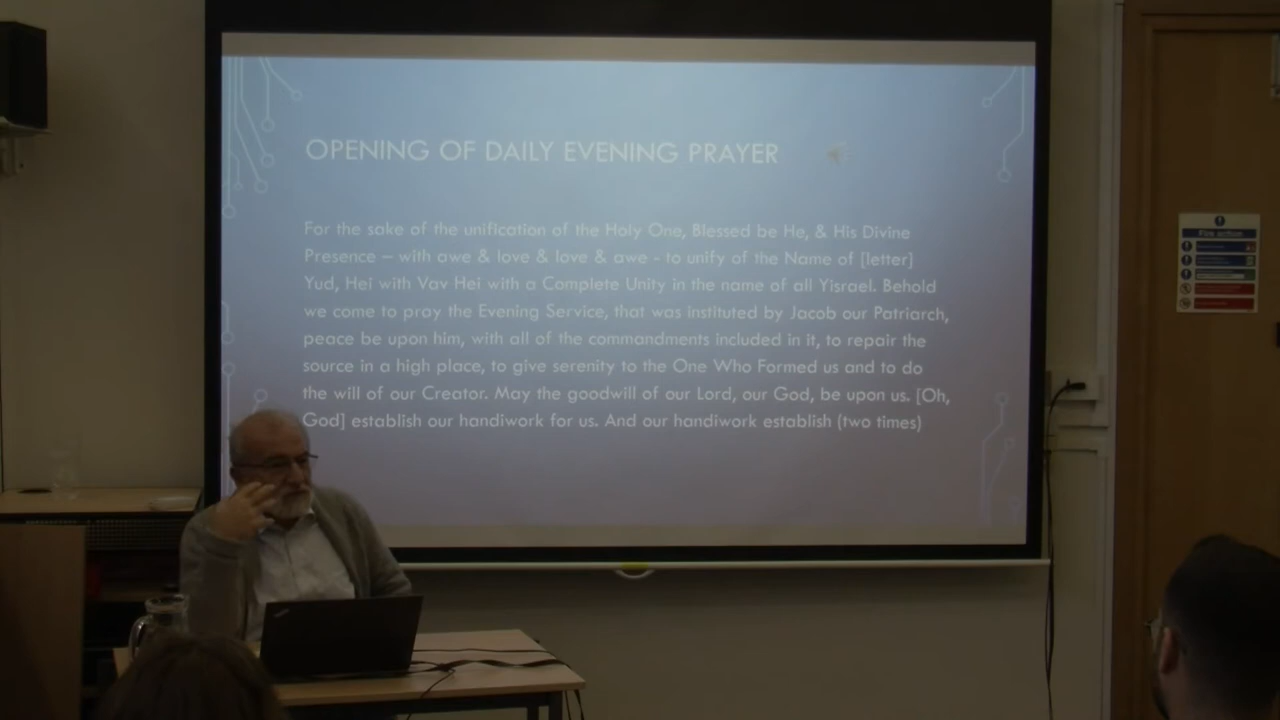 OPENING OF DAILY EVENING PRAYER
For the sake of the unification of the Holy One, Blessed be He, & His Divine
Presence – with awe & love & love & awe - to unify of the Name of [letter]
Yud, Hei with Vav Hei with a Complete Unity in the name of all Yisrael. Behold
we come to pray the Evening Service, that was instituted by Jacob our Patriarch,
peace be upon him, with all of the commandments included in it, to repair the
source in a high place, to give serenity to the One Who Formed us and to do
the will of our Creator. May the goodwill of our Lord, our God, be upon us. [Oh,
God] establish our handiwork for us. And our handiwork establish (two times)
Fire action